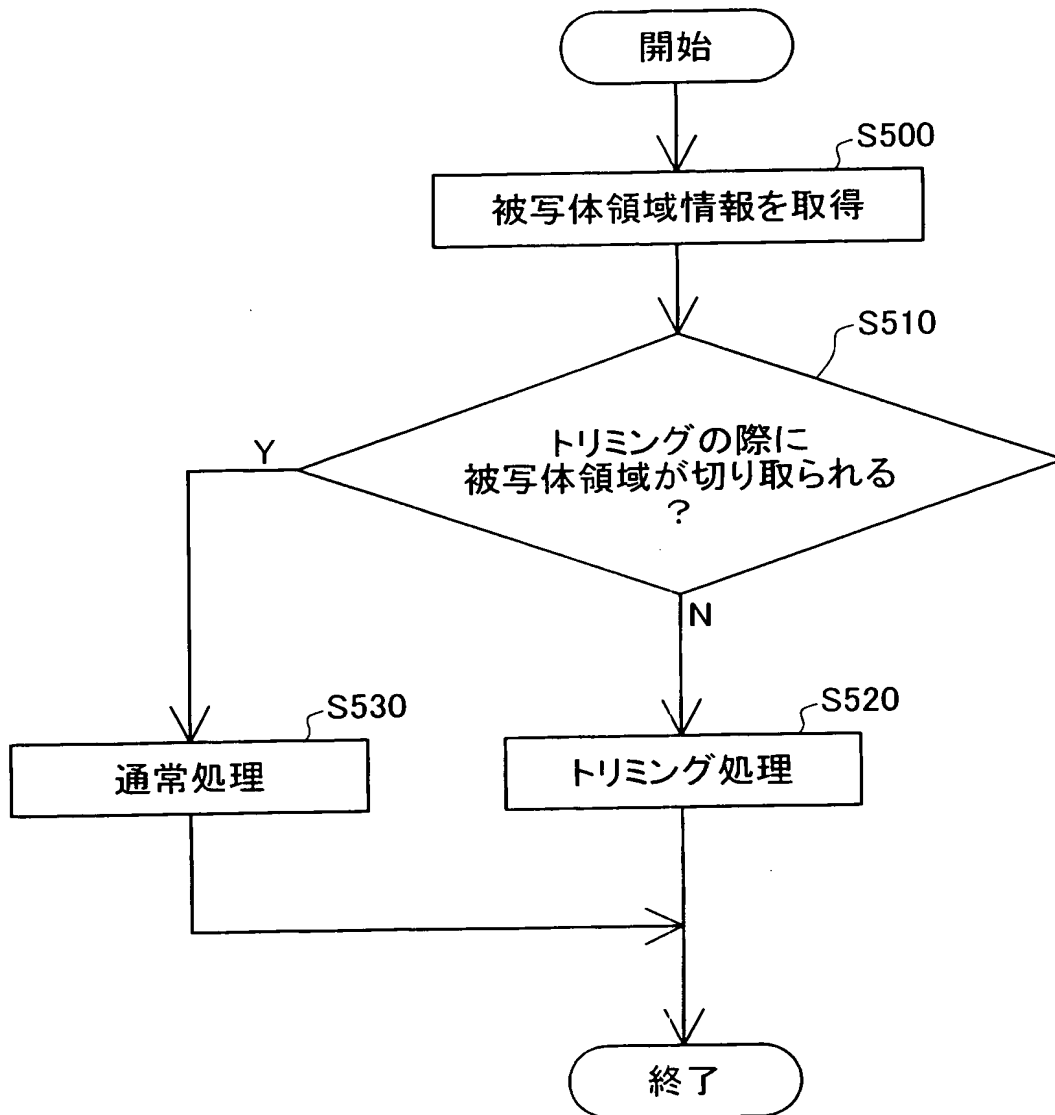 開始
S500
被写体領域情報を取得
S510
トリミングの際に
被写体領域が切り取られる
?
Y
N
S530
通常処理
S520
トリミング処理
終了